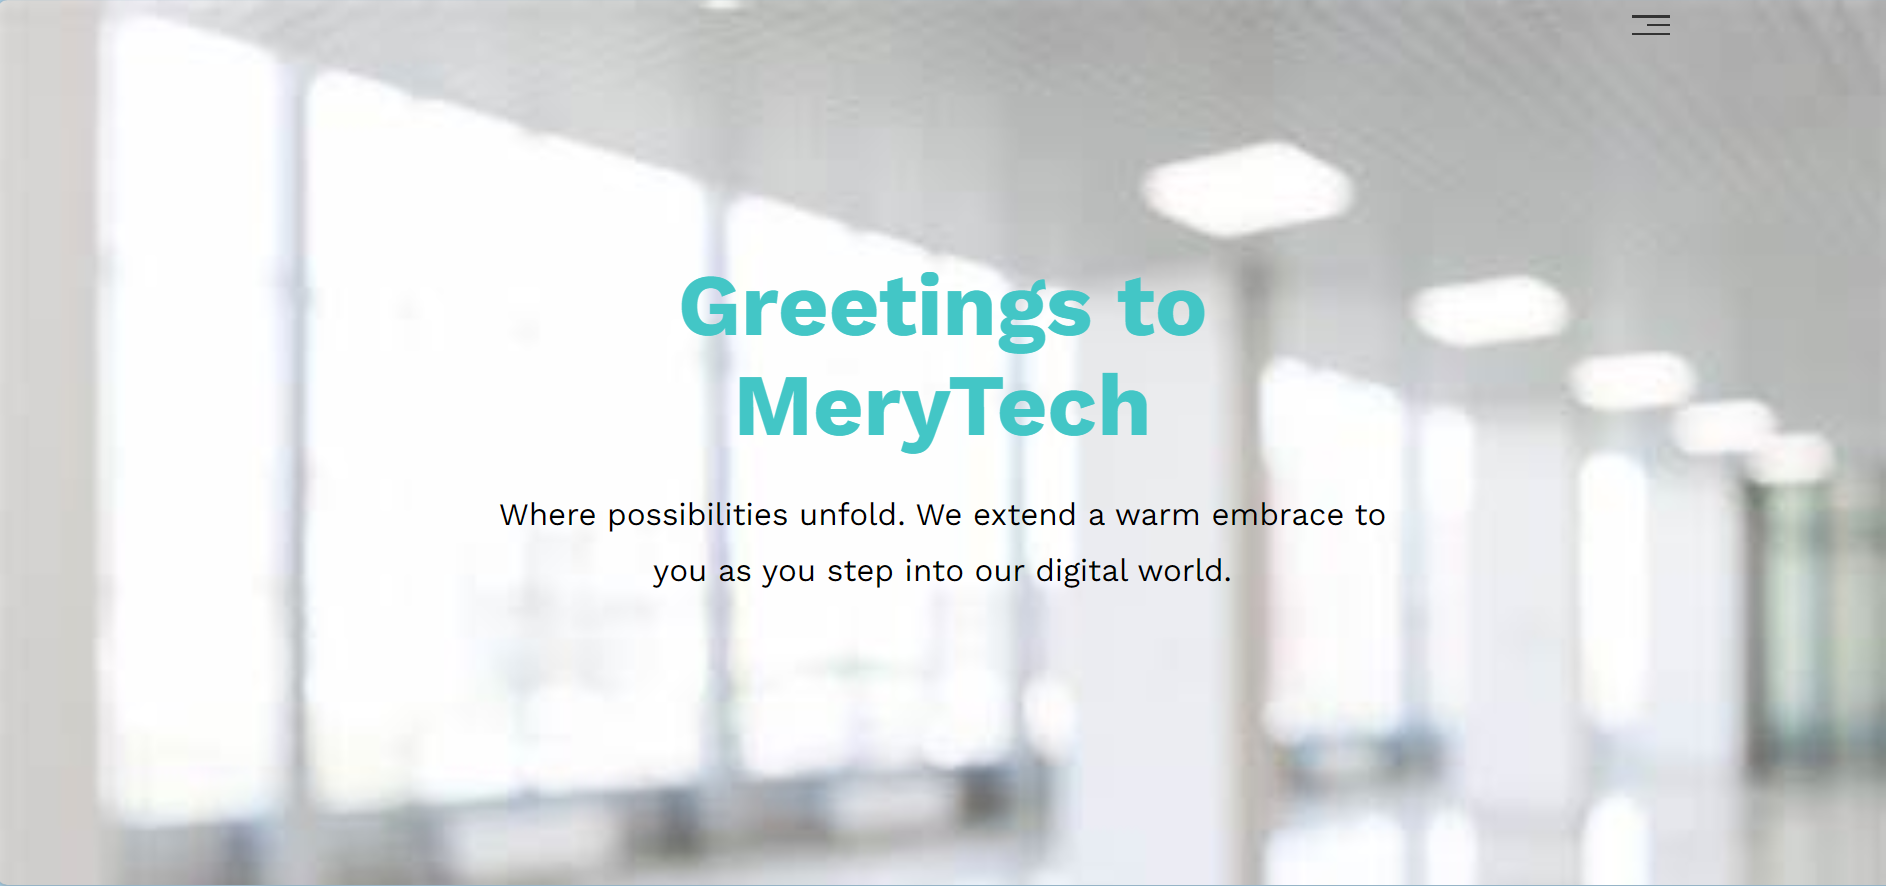 Greetings to
MeryTech
Where possibilities unfold. We extend a warm embrace to
you as you step into our digital world.